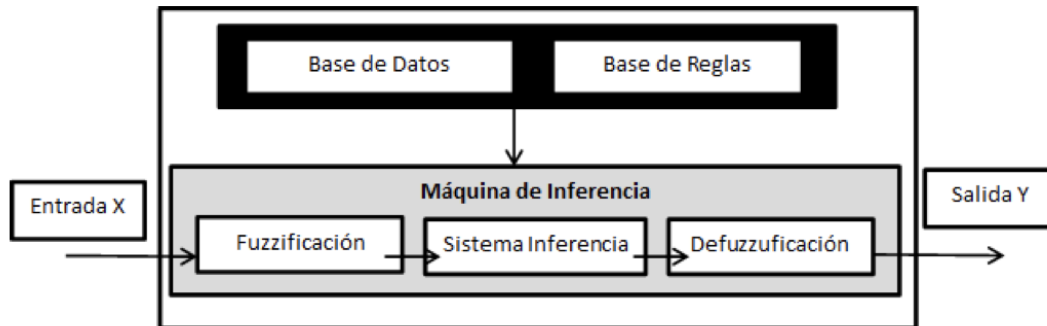 Base de Datos
Base de Reglas
Máquina de Inferencia
Entrada X
Salida Y
Fuzzificación
Sistema Inferencia
Defuzzuficación